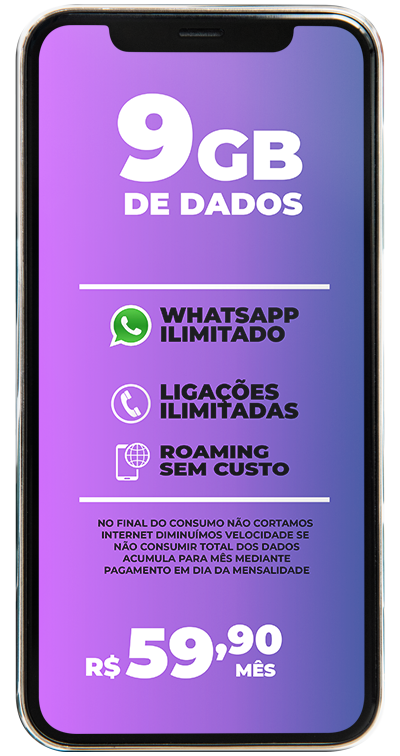 9GB
DE DADOS
WHATSAPP
ILIMITADO
LIGAÇÕES
ILIMITADAS
ROAMING
SEM CUSTO
NO FINAL DO CONSUMO NÃO CORTAMOS
INTERNET DIMINUÍMOS VELOCIDADE SE
NÃO CONSUMIR TOTAL DOS DADOS
ACUMULA PARA MÊS MEDIANTE
PAGAMENTO EM DIA DA MENSALIDADE
R$ 59,90
MÊS